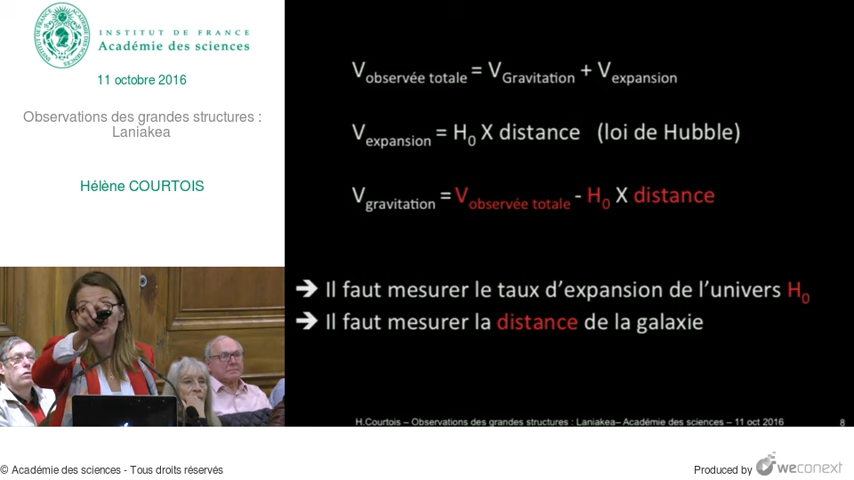 INSTITUT DE FRANCE
Académie des sciences
11 octobre 2016
Observations des grandes structures :
Laniakea
Hélène COURTOIS
Vobservée totale = VGravitation + Vexpansion
Vexpansion = H0 X distance (loi de Hubble)
Vgravitation = Vobservée totale - H0 X distance
➔ Il faut mesurer le taux d’expansion de l’univers H0
➔ Il faut mesurer la distance de la galaxie
H.Courtois – Observations des grandes structures : Laniakea– Académie des sciences – 11 oct 2016
8
© Académie des sciences - Tous droits réservés
Produced by weconext